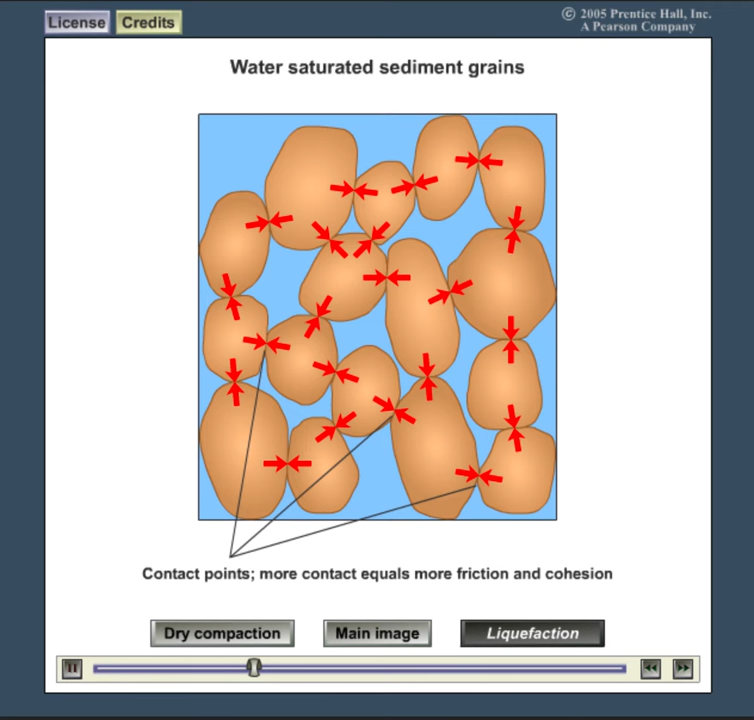 License Credits
© 2005 Prentice Hall, Inc.
A Pearson Company
Water saturated sediment grains
Contact points; more contact equals more friction and cohesion
Dry compaction Main image Liquefaction